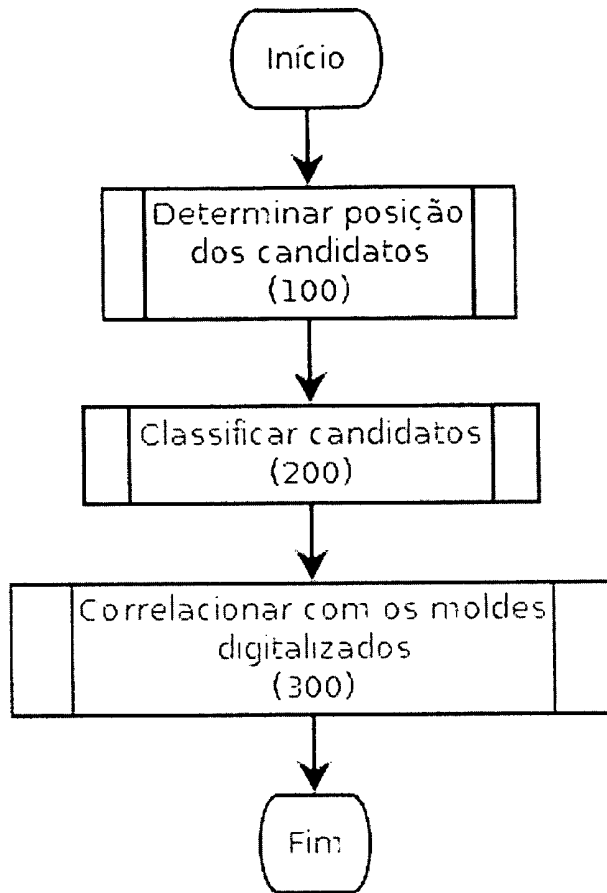 Início
Determinar posição
dos candidatos
(100)
Classificar candidatos
(200)
Correlacionar com os moldes
digitalizados
(300)
Fim